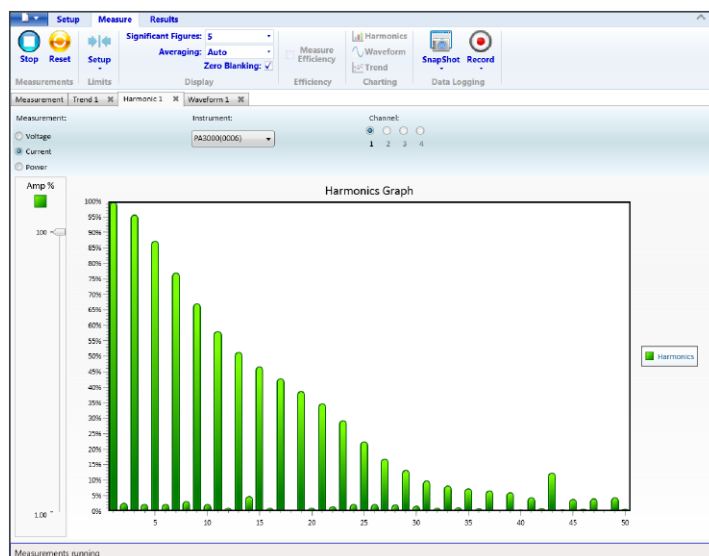 Setup Measure Results
Significant Figures: 5
Averaging: Auto
Zero Blanking:
Stop Reset Setup Measure Efficiency Harmonics Waveform Trend SnapShot Record
Measurements Limits Display Efficiency Charting Data Logging
Measurement Trend 1 Harmonic 1 Waveform 1
Measurement: Instrument: Channel:
Voltage
Current PA3000(0006)
Power 1 2 3 4
Amp %
Harmonics Graph
100%
95%
100
90%
85%
80%
75%
70%
65%
60%
55%
50%
Harmonics
45%
40%
35%
30%
25%
20%
15%
10%
5%
1.00
0%
5 10 15 20 25 30 35 40 45 50
Measurements running